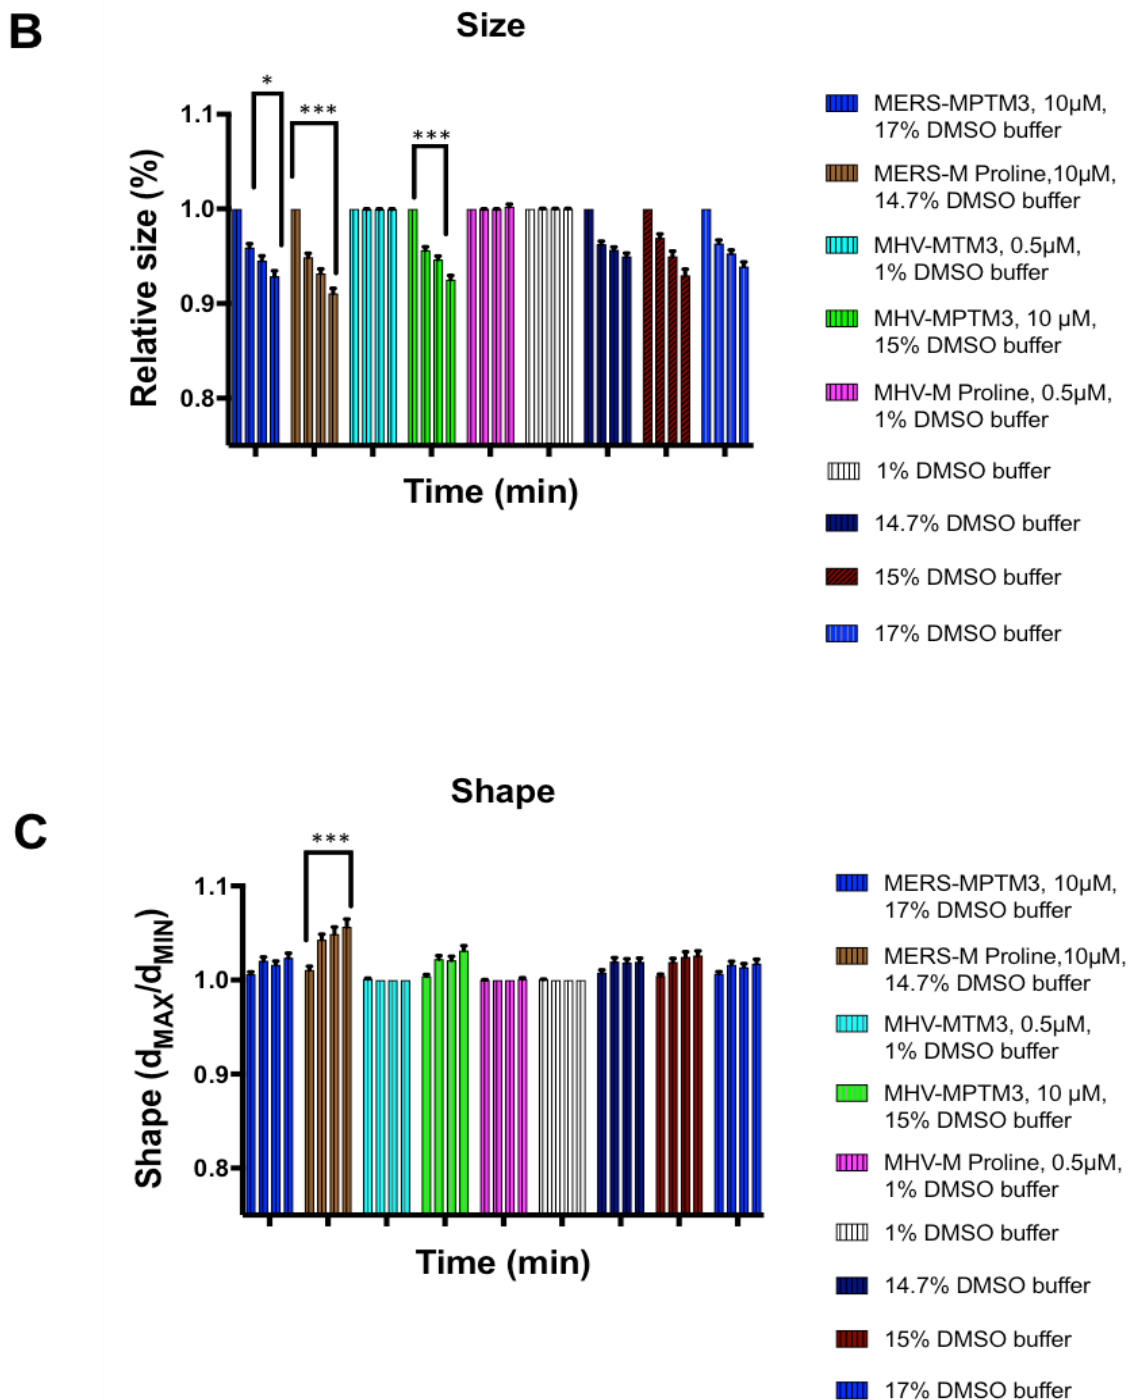 B
Size
*
***
***
1.1
1.0
0.9
0.8
Relative size (%)
Time (min)
MERS-MPTM3, 10µM,
17% DMSO buffer
MERS-M Proline,10µM,
14.7% DMSO buffer
MHV-MTM3, 0.5µM,
1% DMSO buffer
MHV-MPTM3, 10 µM,
15% DMSO buffer
MHV-M Proline, 0.5µM,
1% DMSO buffer
1% DMSO buffer
14.7% DMSO buffer
15% DMSO buffer
17% DMSO buffer
C
Shape
***
1.1
1.0
0.9
0.8
Shape (dMAX/dMIN)
Time (min)
MERS-MPTM3, 10µM,
17% DMSO buffer
MERS-M Proline,10µM,
14.7% DMSO buffer
MHV-MTM3, 0.5µM,
1% DMSO buffer
MHV-MPTM3, 10 µM,
15% DMSO buffer
MHV-M Proline, 0.5µM,
1% DMSO buffer
1% DMSO buffer
14.7% DMSO buffer
15% DMSO buffer
17% DMSO buffer